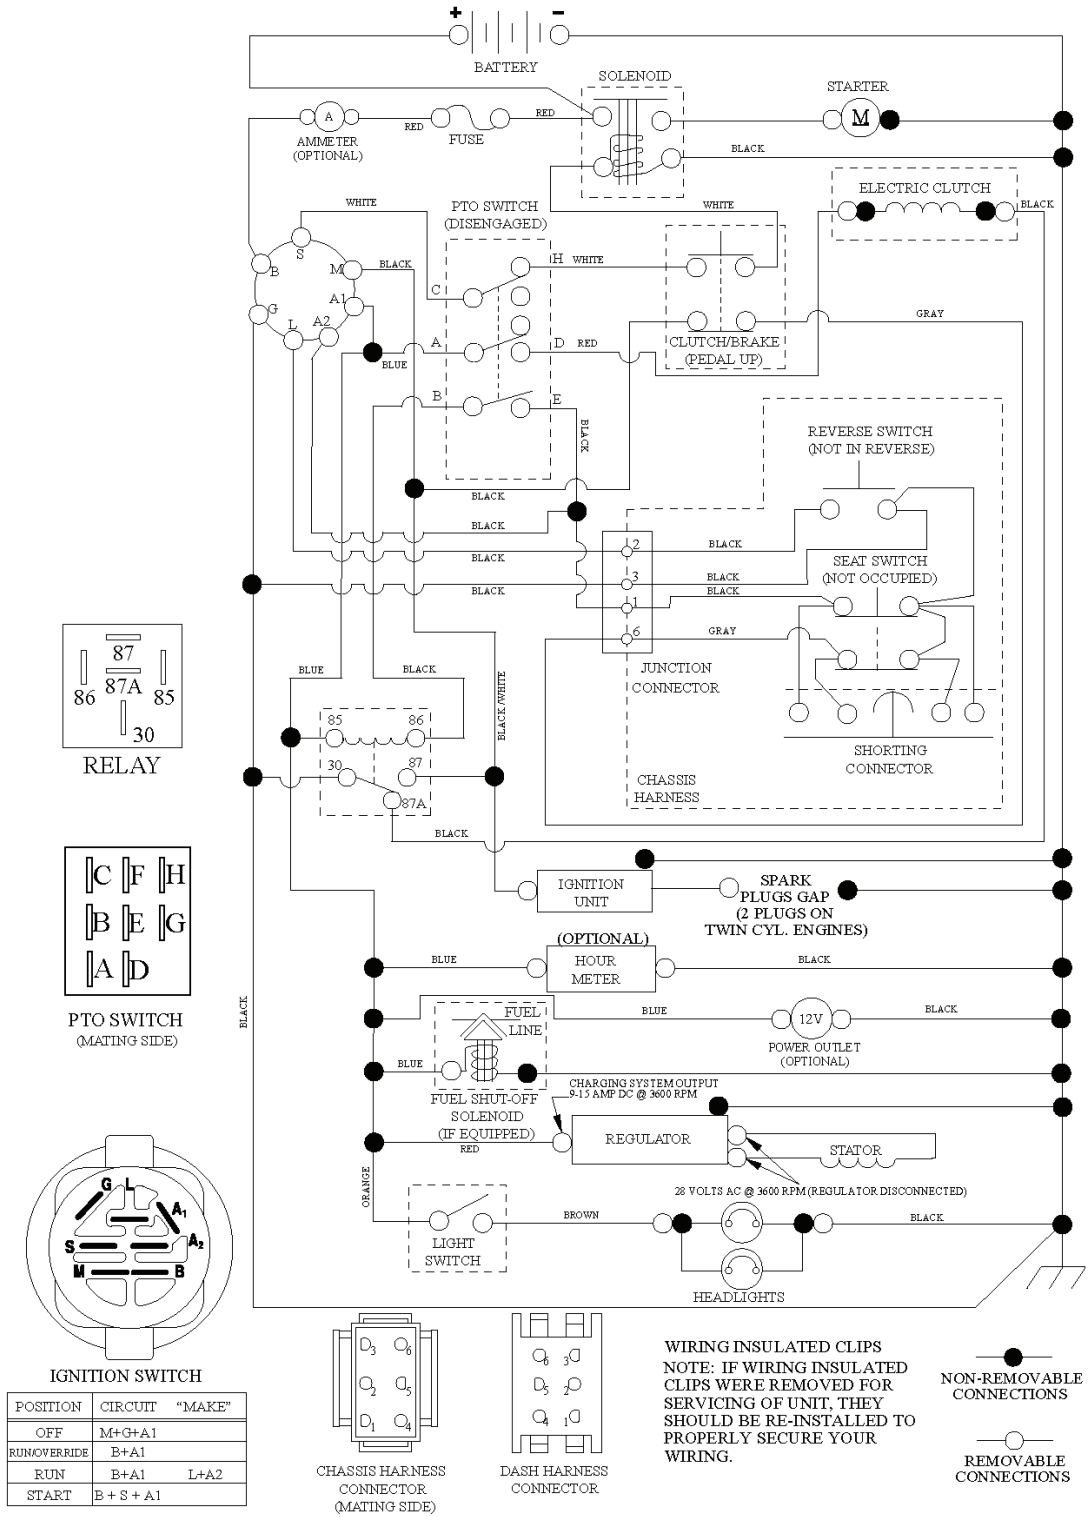 + −
BATTERY
SOLENOID
STARTER
A
AMMETER
(OPTIONAL)
RED
FUSE
RED
M
BLACK
ELECTRIC CLUTCH
BLACK
WHITE
PTO SWITCH
(DISENGAGED)
WHITE
S
B
M
BLACK
H
WHITE
C
G
A1
L
A2
GRAY
BLUE
A
D
RED
CLUTCH/BRAKE
(PEDAL UP)
B
E
BLACK
REVERSE SWITCH
(NOT IN REVERSE)
BLACK
BLACK
BLACK
2
BLACK
SEAT SWITCH
(NOT OCCUPIED)
3
BLACK
BLACK
BLACK
1
6
GRAY
JUNCTION
CONNECTOR
87
87A
86
85
30
RELAY
BLUE
BLACK
BLACK/WHITE
85
86
30
87
87A
SHORTING
CONNECTOR
CHASSIS
HARNESS
BLACK
C F H
B E G
A D
PTO SWITCH
(MATING SIDE)
IGNITION
UNIT
SPARK
PLUGS GAP
(2 PLUGS ON
TWIN CYL. ENGINES)
(OPTIONAL)
BLUE
HOUR
METER
BLACK
BLACK
FUEL
LINE
BLUE
12V
BLACK
POWER OUTLET
(OPTIONAL)
BLUE
FUEL SHUT-OFF
SOLENOID
(IF EQUIPPED)
CHARGING SYSTEM OUTPUT
9-15 AMP DC @ 3600 RPM
RED
REGULATOR
STATOR
28 VOLTS AC @ 3600 RPM (REGULATOR DISCONNECTED)
ORANGE
LIGHT
SWITCH
BROWN
BLACK
HEADLIGHTS
G L
A1
S
A2
M
B
IGNITION SWITCH
POSITION CIRCUIT “MAKE”
OFF M+G+A1
RUN/OVERRIDE B+A1
RUN B+A1 L+A2
START B + S + A1
3 6
2 5
1 4
CHASSIS HARNESS
CONNECTOR
(MATING SIDE)
6 3
5 2
4 1
DASH HARNESS
CONNECTOR
WIRING INSULATED CLIPS
NOTE: IF WIRING INSULATED
CLIPS WERE REMOVED FOR
SERVICING OF UNIT, THEY
SHOULD BE RE-INSTALLED TO
PROPERLY SECURE YOUR
WIRING.
NON-REMOVABLE
CONNECTIONS
REMOVABLE
CONNECTIONS